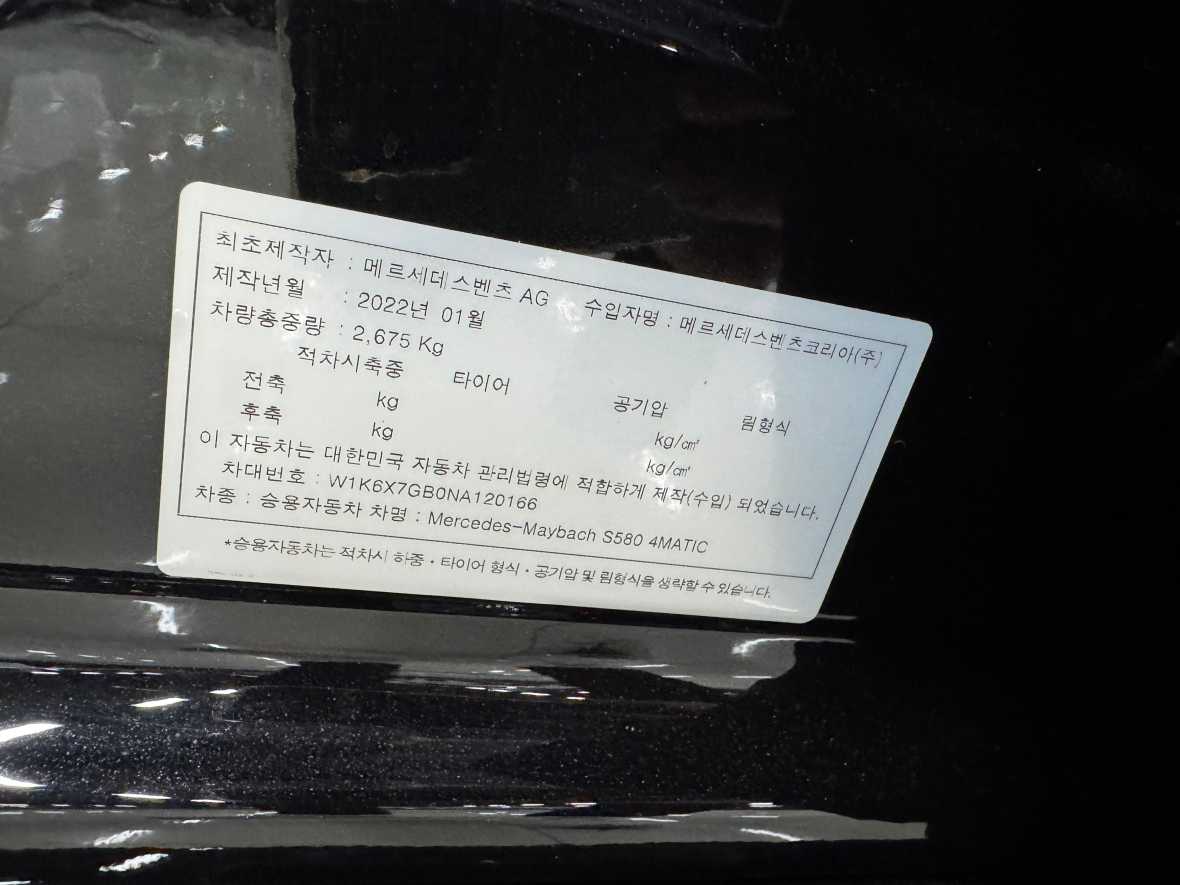 최초제작자 : 메르세데스벤츠 AG 수입자명 : 메르세데스벤츠코리아(주)
제작년월 : 2022년 01월
차량총중량 : 2,675 Kg
적차시축중 타이어 공기압 림형식
전축 kg kg/㎠
후축 kg kg/㎠
이 자동차는 대한민국 자동차 관리법령에 적합하게 제작(수입) 되었습니다.
차대번호 : W1K6X7GB0NA120166
차종 : 승용자동차 차명 : Mercedes-Maybach S580 4MATIC
*승용자동차는 적차시 하중·타이어 형식·공기압 및 림형식을 생략할 수 있습니다.